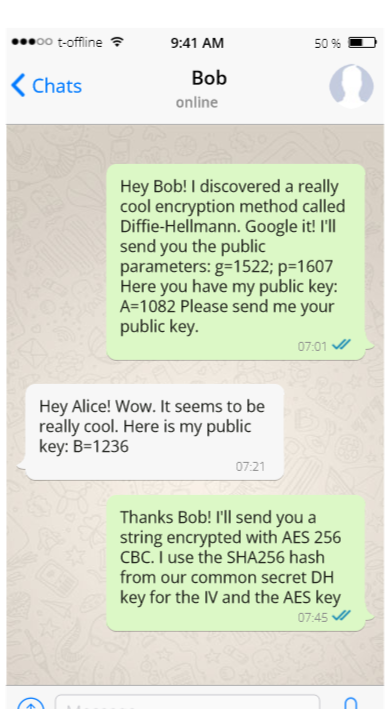 t-offline 9:41 AM 50 %
Chats Bob
online
Hey Bob! I discovered a really
cool encryption method called
Diffie-Hellmann. Google it! I'll
send you the public
parameters: g=1522; p=1607
Here you have my public key:
A=1082 Please send me your
public key.
07:01
Hey Alice! Wow. It seems to be
really cool. Here is my public
key: B=1236
07:21
Thanks Bob! I'll send you a
string encrypted with AES 256
CBC. I use the SHA256 hash
from our common secret DH
key for the IV and the AES key
07:45